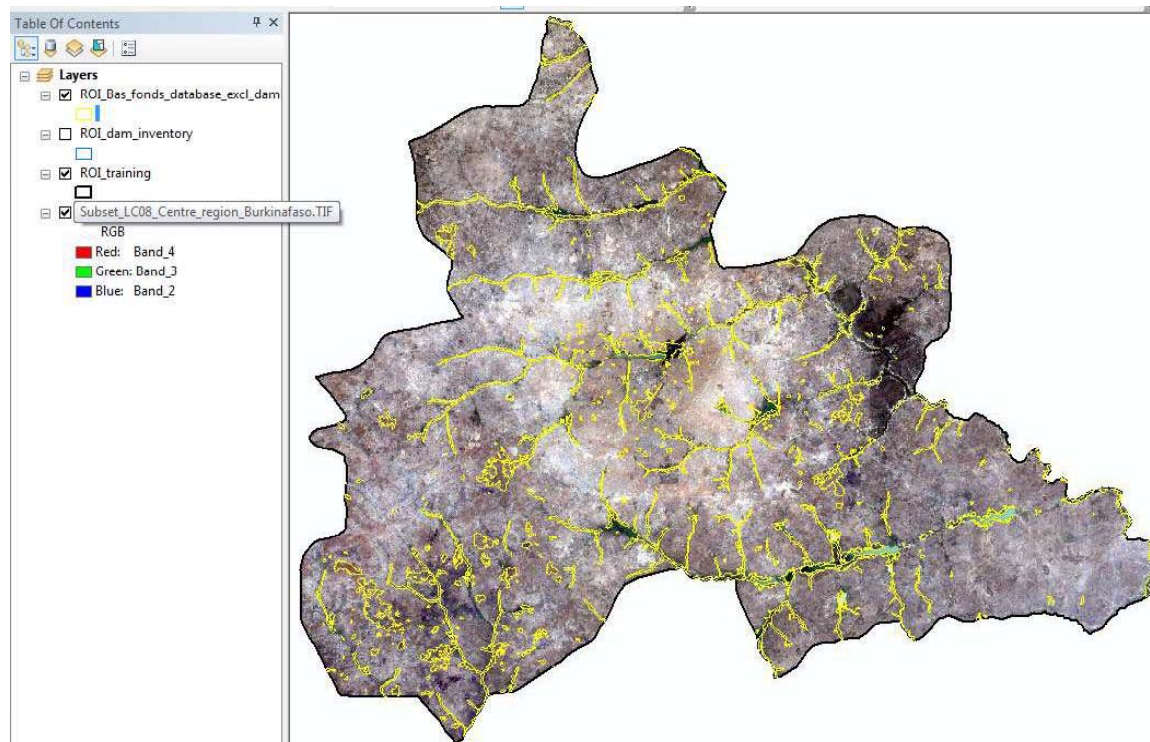 Table Of Contents
Layers
ROI_Bas_fonds_database_excl_dam
ROI_dam_inventory
ROI_training
Subset_LC08_Centre_region_Burkinafaso.TIF
RGB
Red: Band_4
Green: Band_3
Blue: Band_2